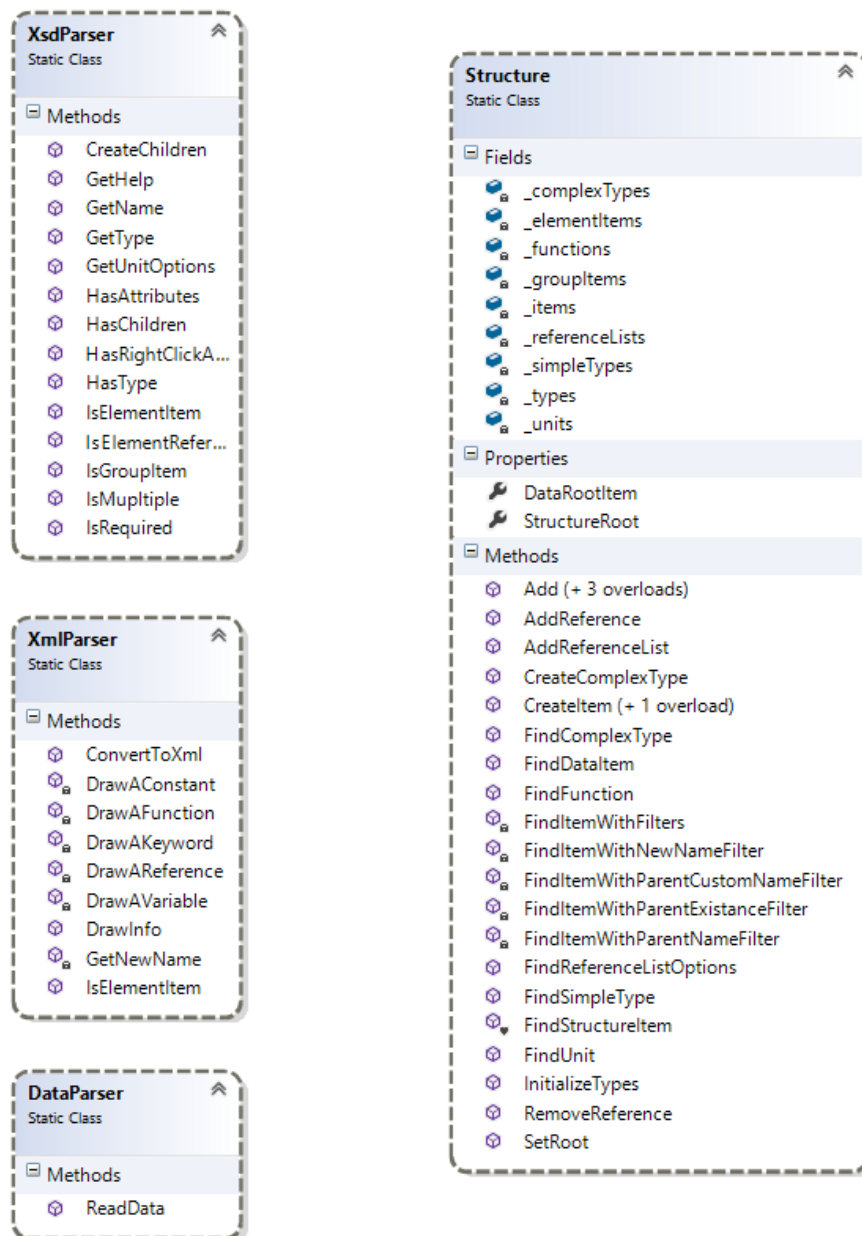 XsdParser
Static Class
Methods
CreateChildren
GetHelp
GetName
GetType
GetUnitOptions
HasAttributes
HasChildren
HasRightClickA...
HasType
IsElementItem
IsElementRefer...
IsGroupItem
IsMupltiple
IsRequired
XmlParser
Static Class
Methods
ConvertToXml
DrawAConstant
DrawAFunction
DrawAKeyword
DrawAReference
DrawAVariable
DrawInfo
GetNewName
IsElementItem
DataParser
Static Class
Methods
ReadData
Structure
Static Class
Fields
_complexTypes
_elementItems
_functions
_groupItems
_items
_referenceLists
_simpleTypes
_types
_units
Properties
DataRootItem
StructureRoot
Methods
Add (+ 3 overloads)
AddReference
AddReferenceList
CreateComplexType
CreateItem (+ 1 overload)
FindComplexType
FindDataItem
FindFunction
FindItemWithFilters
FindItemWithNewNameFilter
FindItemWithParentCustomNameFilter
FindItemWithParentExistanceFilter
FindItemWithParentNameFilter
FindReferenceListOptions
FindSimpleType
FindStructureItem
FindUnit
InitializeTypes
RemoveReference
SetRoot